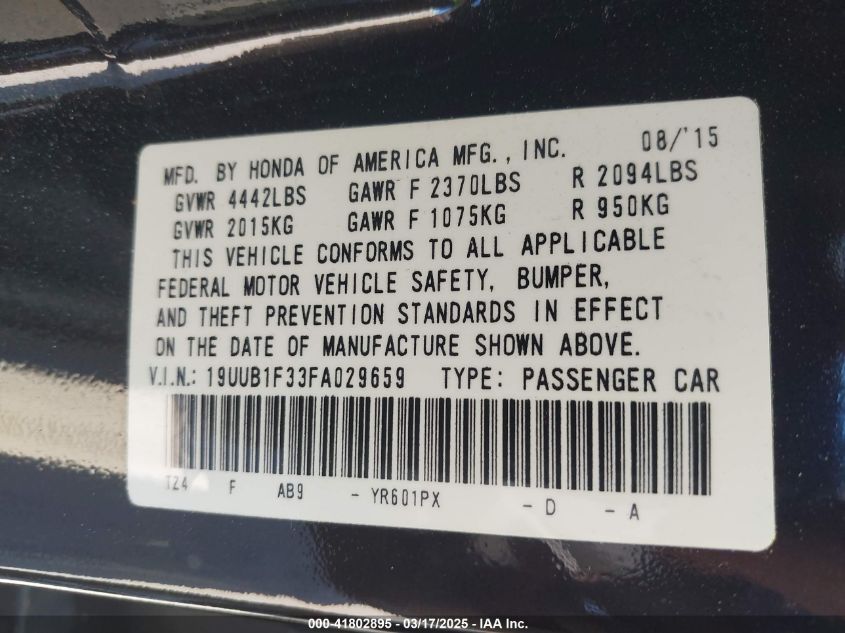 MFD. BY HONDA OF AMERICA MFG., INC. 08/'15
GVWR 4442LBS GAWR F 2370LBS R 2094LBS
GVWR 2015KG GAWR F 1075KG R 950KG
THIS VEHICLE CONFORMS TO ALL APPLICABLE
FEDERAL MOTOR VEHICLE SAFETY, BUMPER,
AND THEFT PREVENTION STANDARDS IN EFFECT
ON THE DATE OF MANUFACTURE SHOWN ABOVE.
V.I.N.: 19UUB1F33FA029659 TYPE: PASSENGER CAR
TZ4 F AB9 - YR601PX - D - A
000-41802895 - 03/17/2025 - IAA Inc.